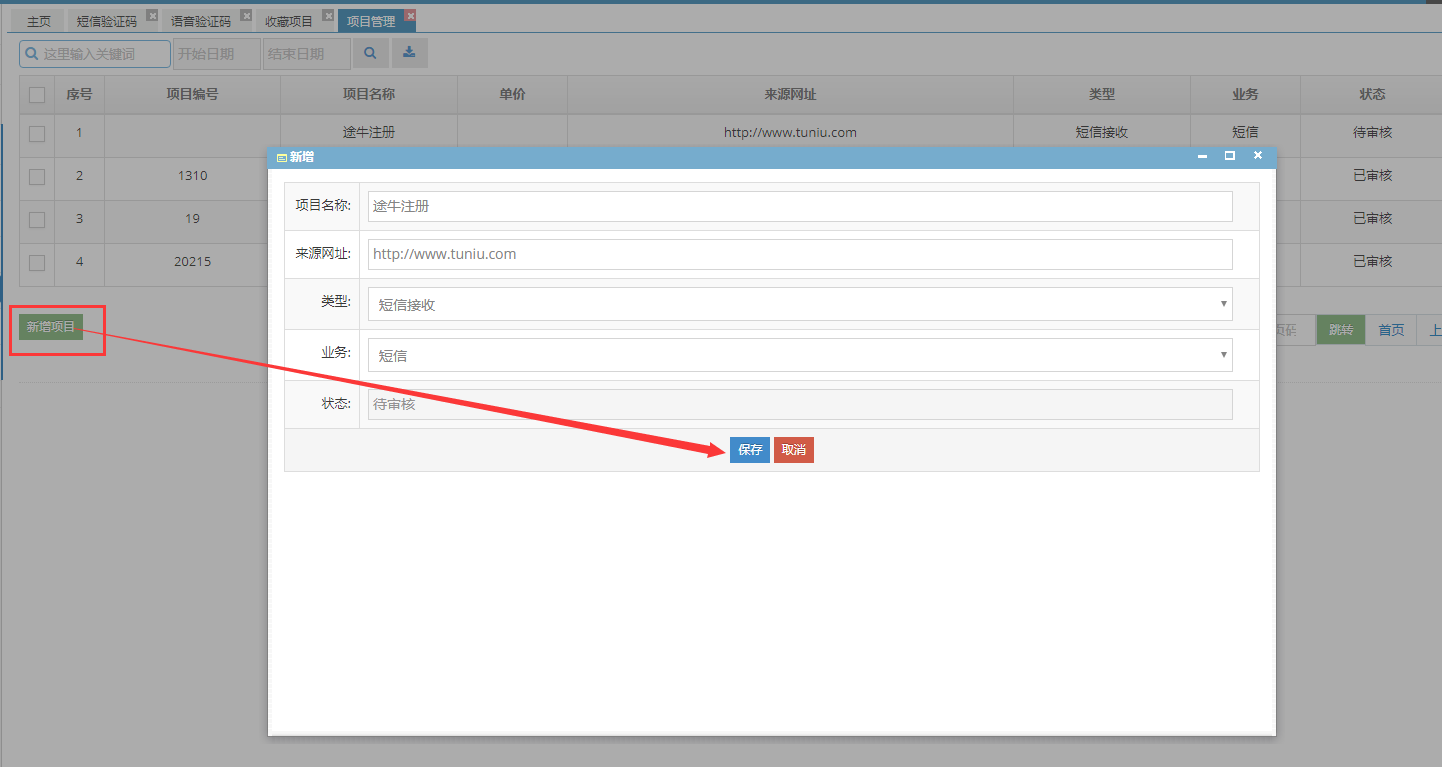 主页 短信验证码 语音验证码 收藏项目 项目管理
这里输入关键词 开始日期 结束日期
序号 项目编号 项目名称 单价 来源网址 类型 业务 状态
1 途牛注册 http://www.tuniu.com 短信接收 短信 待审核
新增
2 1310 已审核
项目名称: 途牛注册
3 19 已审核
来源网址: http://www.tuniu.com
4 20215 已审核
类型: 短信接收
新增项目 页码 跳转 首页 上
业务: 短信
状态: 待审核
保存 取消